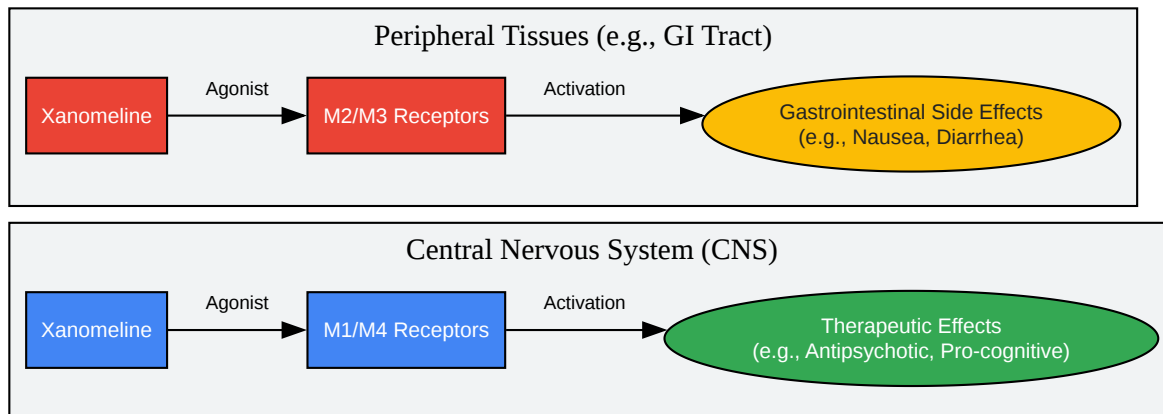 Peripheral Tissues (e.g., GI Tract)
Xanomeline
Agonist
M2/M3 Receptors
Activation
Gastrointestinal Side Effects
(e.g., Nausea, Diarrhea)
Central Nervous System (CNS)
Xanomeline
Agonist
M1/M4 Receptors
Activation
Therapeutic Effects
(e.g., Antipsychotic, Pro-cognitive)